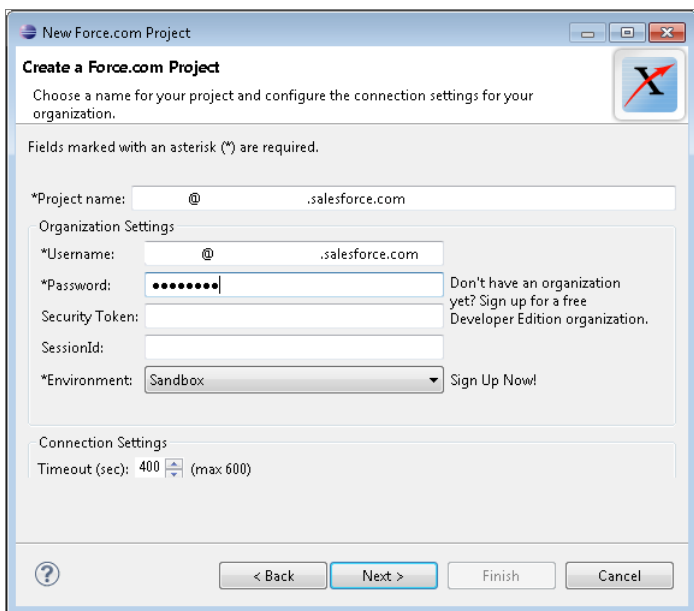 New Force.com Project
Create a Force.com Project
Choose a name for your project and configure the connection settings for your
organization.
Fields marked with an asterisk (*) are required.
*Project name: @ .salesforce.com
Organization Settings
*Username: @ .salesforce.com
*Password: ●●●●●●●●
Don't have an organization
yet? Sign up for a free
Developer Edition organization.
Security Token:
SessionId:
*Environment: Sandbox
Sign Up Now!
Connection Settings
Timeout (sec): 400 (max 600)
? < Back Next > Finish Cancel